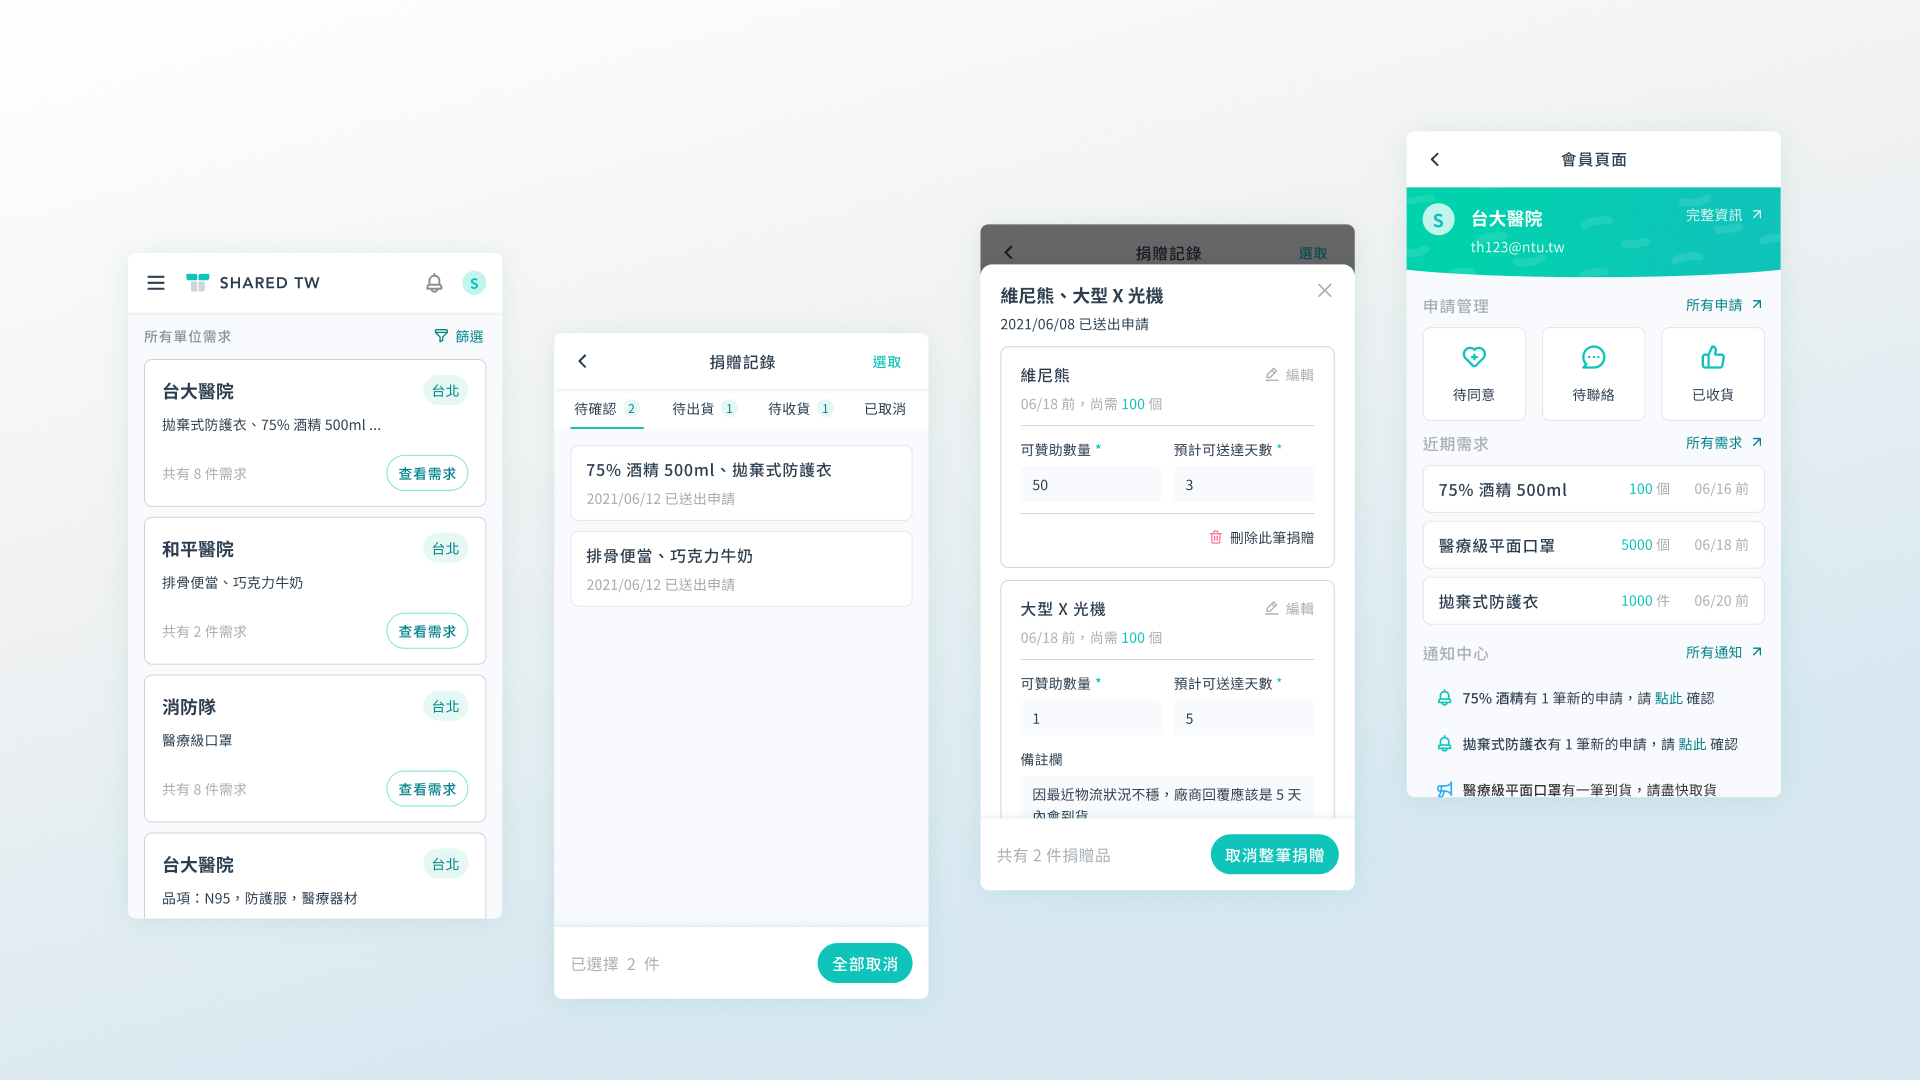 SHARED TW
S
所有單位需求
篩選
台大醫院
台北
拋棄式防護衣、75% 酒精 500ml ...
共有 8 件需求
查看需求
和平醫院
台北
排骨便當、巧克力牛奶
共有 2 件需求
查看需求
消防隊
台北
醫療級口罩
共有 8 件需求
查看需求
台大醫院
台北
品項：N95，防護服，醫療器材
捐贈記錄
選取
待確認 2
待出貨 1
待收貨 1
已取消
75% 酒精 500ml、拋棄式防護衣
2021/06/12 已送出申請
排骨便當、巧克力牛奶
2021/06/12 已送出申請
已選擇 2 件
全部取消
捐贈記錄
選取
維尼熊、大型 X 光機
2021/06/08 已送出申請
維尼熊
編輯
06/18 前，尚需 100 個
可贊助數量 *
預計可送達天數 *
50
3
刪除此筆捐贈
大型 X 光機
編輯
06/18 前，尚需 100 個
可贊助數量 *
預計可送達天數 *
1
5
備註欄
因最近物流狀況不穩，廠商回覆應該是 5 天
內會到貨
共有 2 件捐贈品
取消整筆捐贈
會員頁面
S
台大醫院
完整資訊
th123@ntu.tw
申請管理
所有申請
待同意
待聯絡
已收貨
近期需求
所有需求
75% 酒精 500ml
100 個
06/16 前
醫療級平面口罩
5000 個
06/18 前
拋棄式防護衣
1000 件
06/20 前
通知中心
所有通知
75% 酒精有 1 筆新的申請，請 點此 確認
拋棄式防護衣有 1 筆新的申請，請 點此 確認
醫療級平面口罩有一筆到貨，請盡快取貨